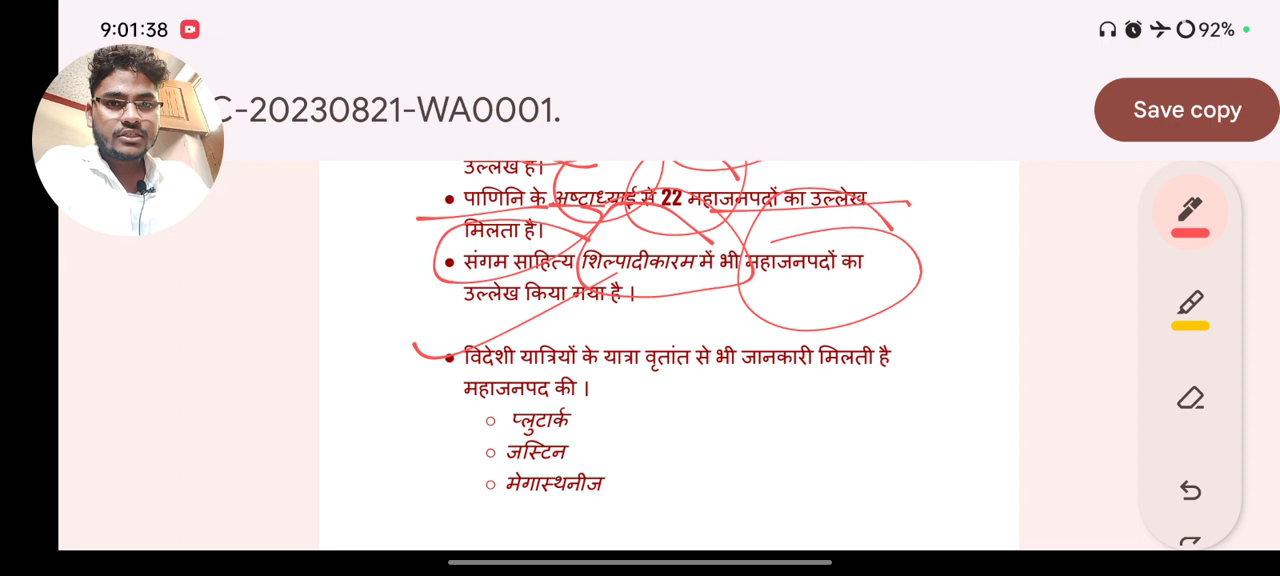 9:01:38
92%
C-20230821-WA0001.
Save copy
उल्लेख है।
• पाणिनि के अष्टाध्याई से 22 महाजनपदों का उल्लेख
मिलता है।
• संगम साहित्य शिल्पादीकारम में भी महाजनपदों का
उल्लेख किया गया है ।
• विदेशी यात्रियों के यात्रा वृतांत से भी जानकारी मिलती है
महाजनपद की ।
○ प्लुटार्क
○ जस्टिन
○ मेगास्थनीज